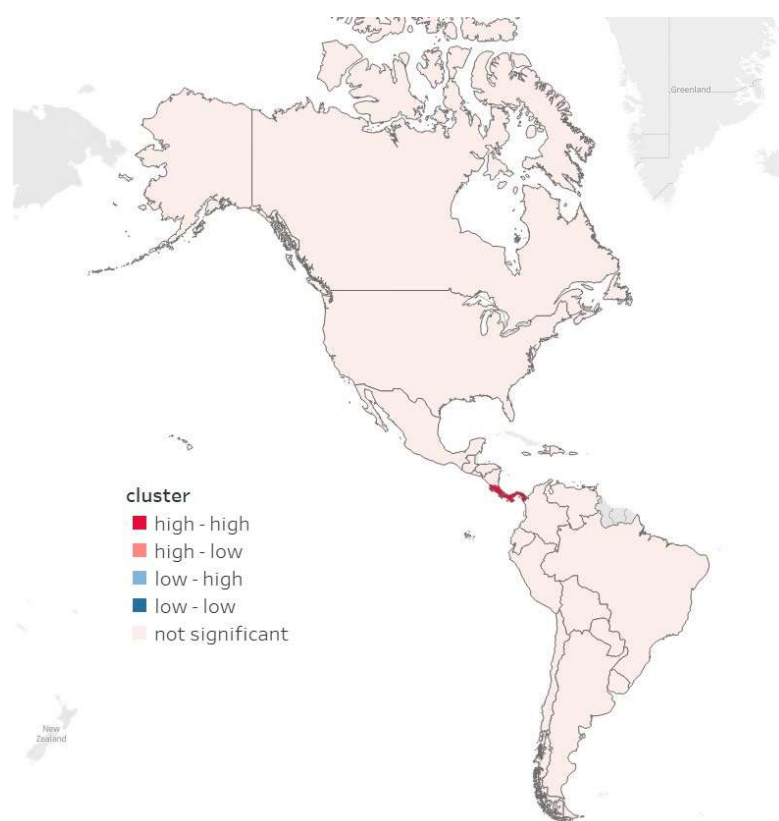 Greenland
cluster
high - high
high - low
low - high
low - low
not significant
New
Zealand